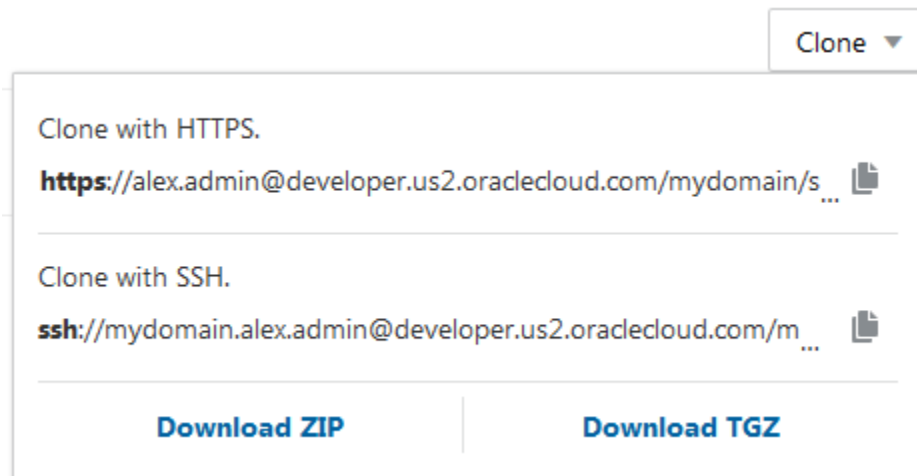 Clone
Clone with HTTPS.
https://alex.admin@developer.us2.oraclecloud.com/mydomain/s...
Clone with SSH.
ssh://mydomain.alex.admin@developer.us2.oraclecloud.com/m...
Download ZIP
Download TGZ